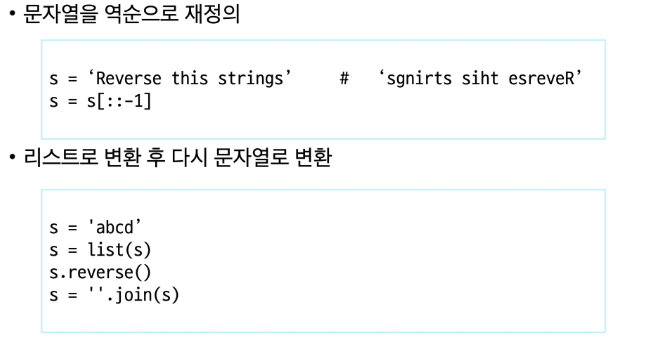 • 문자열을 역순으로 재정의
s = ‘Reverse this strings’     #   ‘sgnirts siht esreveR’
s = s[::-1]
• 리스트로 변환 후 다시 문자열로 변환
s = 'abcd’
s = list(s)
s.reverse()
s = ''.join(s)